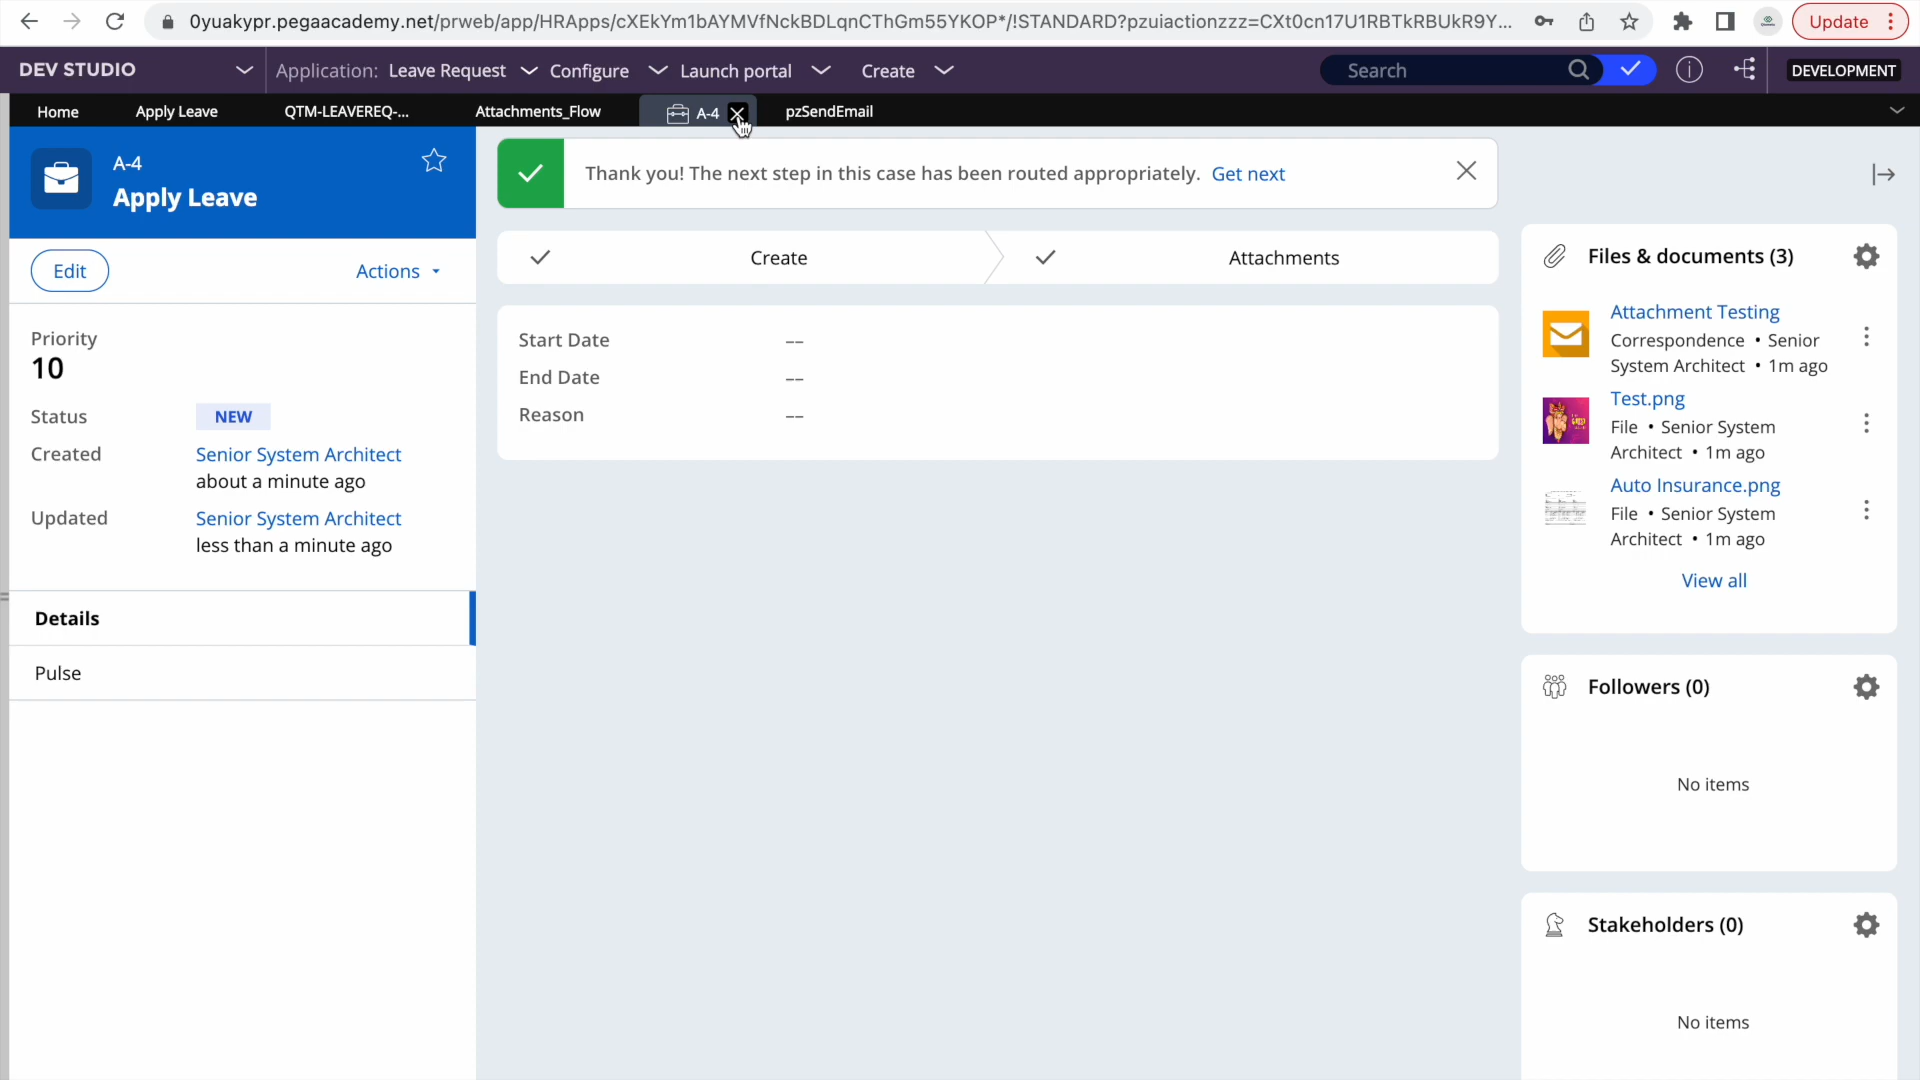 0yuakypr.pegaacademy.net/prweb/app/HRApps/cXEkYm1bAYMVfNckBDLqnCThGm55YKOP*/!STANDARD?pzuiactionzzz=CXt0cn17U1RBTkRBUkR9Y...
Update
DEV STUDIO
Application: Leave Request
Configure
Launch portal
Create
Search
DEVELOPMENT
Home
Apply Leave
QTM-LEAVEREQ-...
Attachments_Flow
A-4
pzSendEmail
A-4
Apply Leave
Edit
Actions
Priority
10
Status
NEW
Created
Senior System Architect
about a minute ago
Updated
Senior System Architect
less than a minute ago
Details
Pulse
Thank you! The next step in this case has been routed appropriately. Get next
Create
Attachments
Start Date
--
End Date
--
Reason
--
Files & documents (3)
Attachment Testing
Correspondence • Senior
System Architect • 1m ago
Test.png
File • Senior System
Architect • 1m ago
Auto Insurance.png
File • Senior System
Architect • 1m ago
View all
Followers (0)
No items
Stakeholders (0)
No items